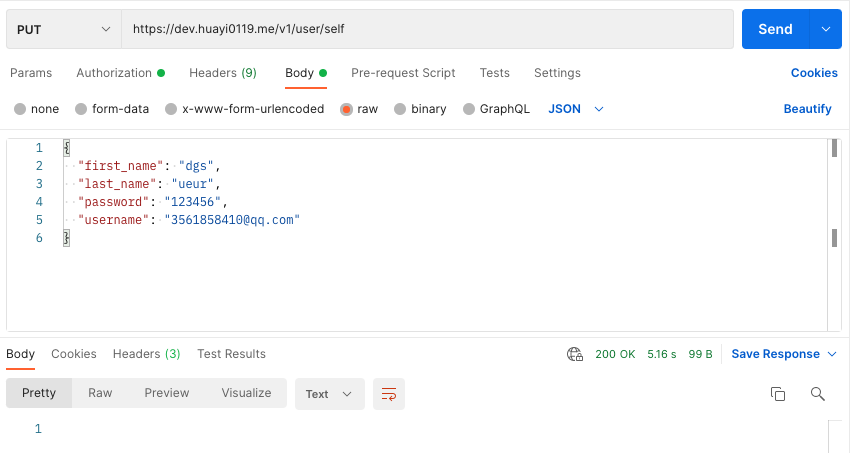 PUT https://dev.huayi0119.me/v1/user/self Send
Params Authorization Headers (9) Body Pre-request Script Tests Settings Cookies
none form-data x-www-form-urlencoded raw binary GraphQL JSON Beautify
1 {
2 "first_name": "dgs",
3 "last_name": "ueur",
4 "password": "123456",
5 "username": "3561858410@qq.com"
6 }
Body Cookies Headers (3) Test Results 200 OK 5.16 s 99 B Save Response
Pretty Raw Preview Visualize Text
1